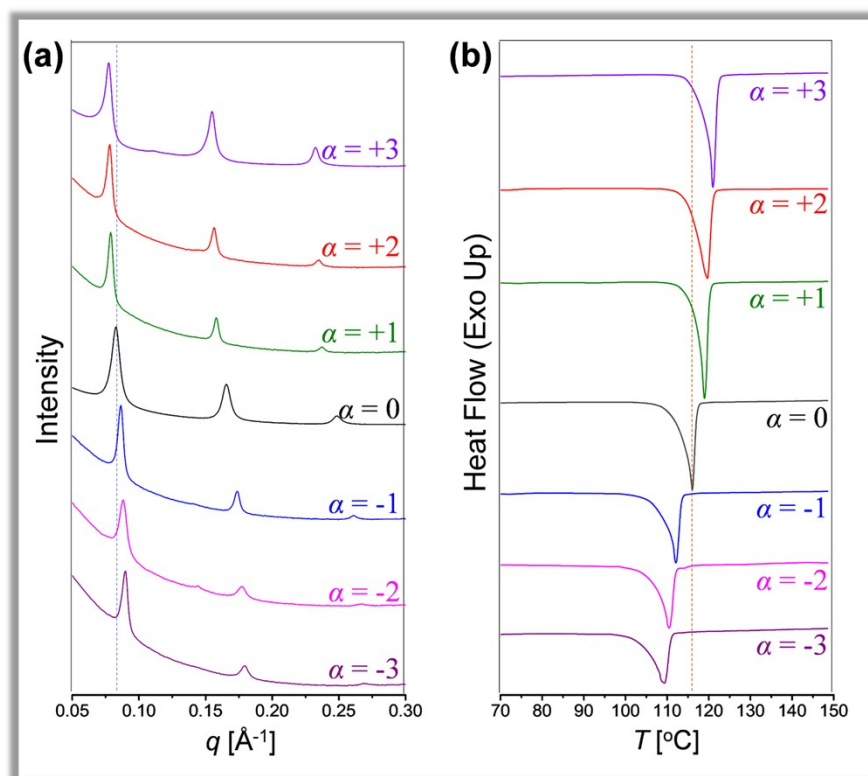 (a)
α = +3
α = +2
α = +1
α = 0
α = -1
α = -2
α = -3
Intensity
0.05 0.10 0.15 0.20 0.25 0.30
q [Å-1]
(b)
α = +3
α = +2
α = +1
α = 0
α = -1
α = -2
α = -3
Heat Flow (Exo Up)
70 80 90 100 110 120 130 140 150
T [oC]